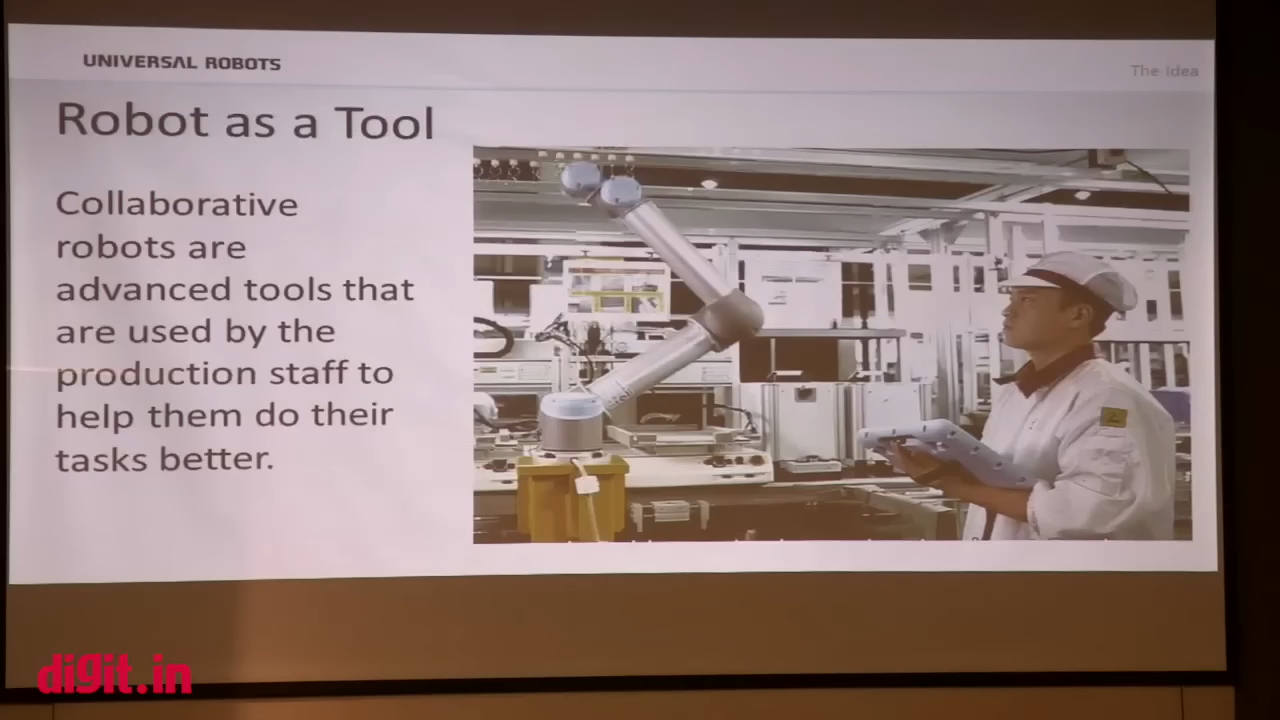 UNIVERSAL ROBOTS
The Idea
Robot as a Tool
Collaborative
robots are
advanced tools that
are used by the
production staff to
help them do their
tasks better.
digit.in